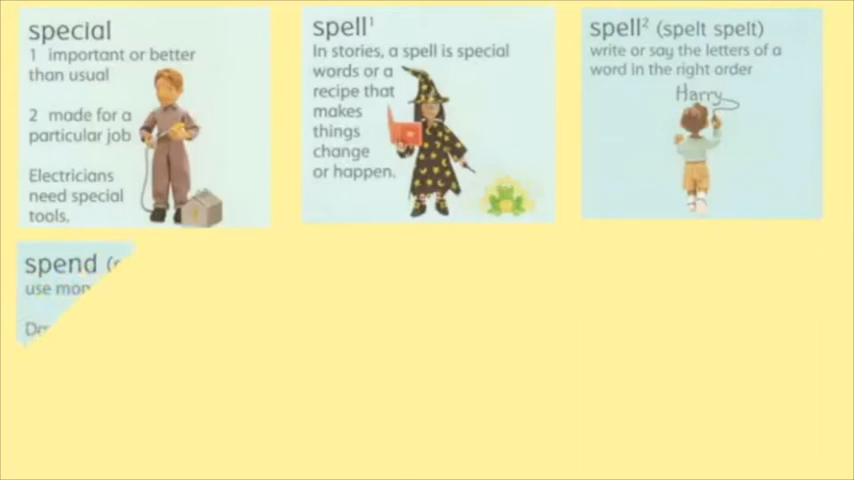 special
1 important or better
than usual
2 made for a
particular job
Electricians
need special
tools.
spell¹
In stories, a spell is special
words or a
recipe that
makes
things
change
or happen.
spell² (spelt spelt)
write or say the letters of a
word in the right order
Harry
spend
use